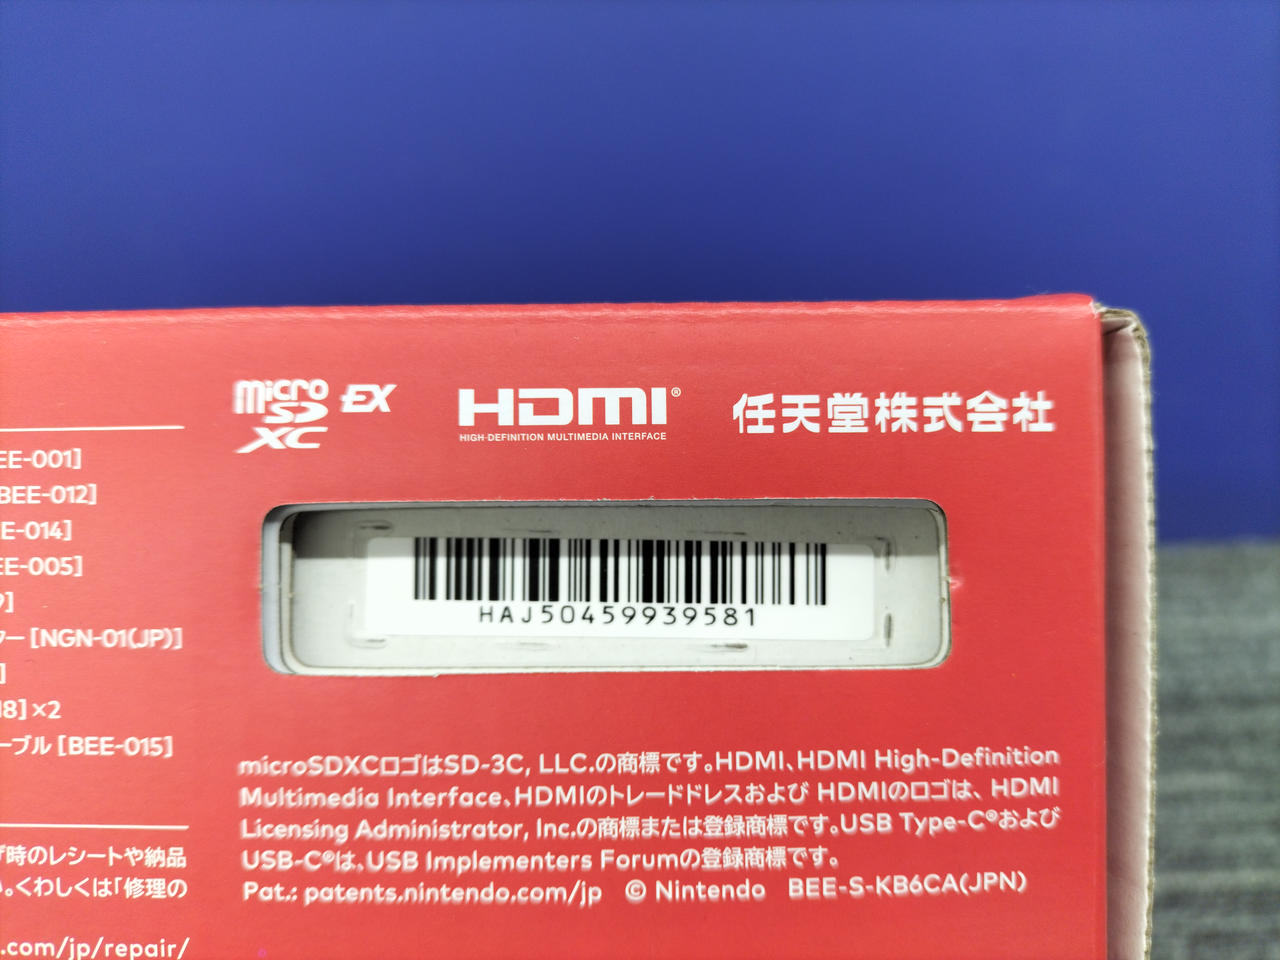 micro SD XC EX
HDMI®
HIGH-DEFINITION MULTIMEDIA INTERFACE
任天堂株式会社
EE-001]
BEE-012]
E-014]
EE-005]
9]
ター [NGN-01(JP)]
]
18]×2
ーブル [BEE-015]
HAJ50459939581
microSDXCロゴはSD-3C, LLC.の商標です。HDMI、HDMI High-Definition
Multimedia Interface、HDMIのトレードドレスおよび HDMIのロゴは、HDMI
Licensing Administrator, Inc.の商標または登録商標です。USB Type-C®および
USB-C®は、USB Implementers Forumの登録商標です。
Pat.: patents.nintendo.com/jp © Nintendo BEE-S-KB6CA(JPN)
時のレシートや納品
。くわしくは「修理の
.com/jp/repair/